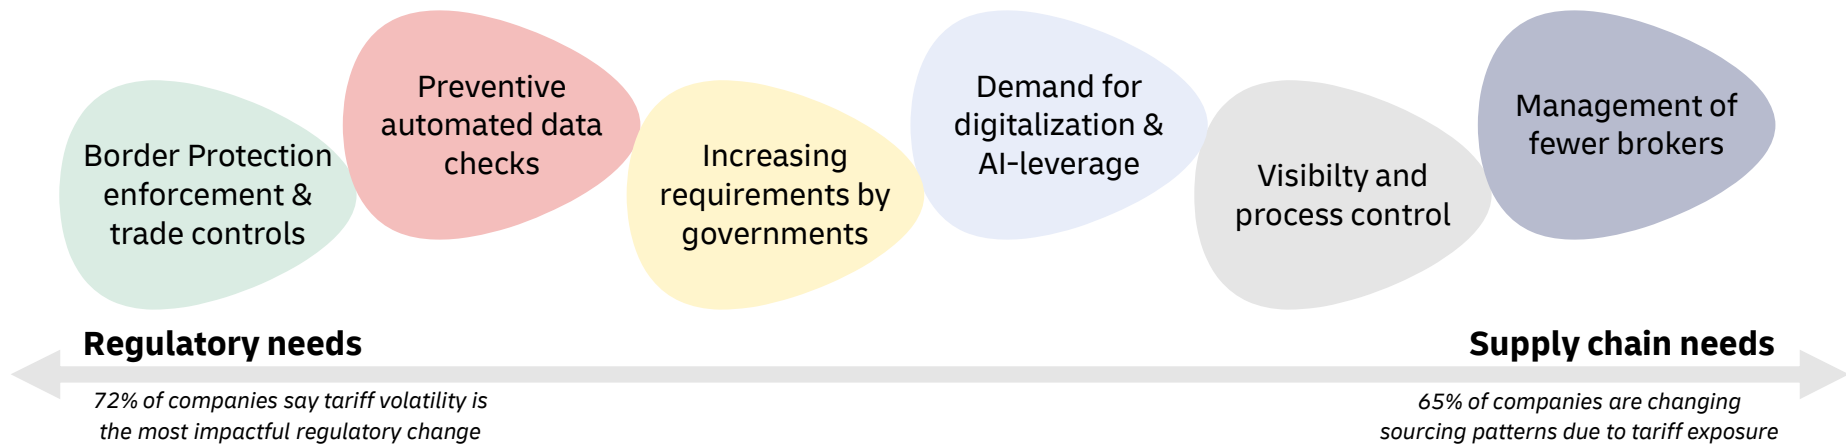 Border Protection
enforcement &
trade controls
Preventive
automated data
checks
Increasing
requirements by
governments
Demand for
digitalization &
AI-leverage
Visibilty and
process control
Management of
fewer brokers
Regulatory needs
72% of companies say tariff volatility is
the most impactful regulatory change
Supply chain needs
65% of companies are changing
sourcing patterns due to tariff exposure